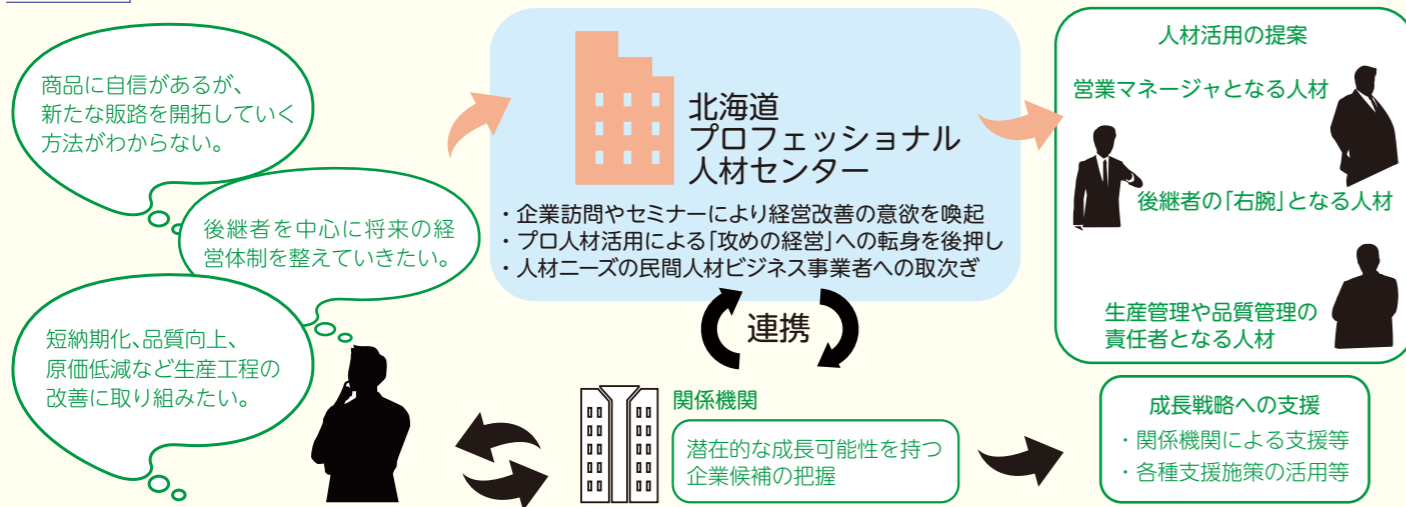 商品に自信があるが、
新たな販路を開拓していく
方法がわからない。
後継者を中心に将来の経
営体制を整えていきたい。
短納期化、品質向上、
原価低減など生産工程の
改善に取り組みたい。
北海道
プロフェッショナル
人材センター
・企業訪問やセミナーにより経営改善の意欲を喚起
・プロ人材活用による「攻めの経営」への転身を後押し
・人材ニーズの民間人材ビジネス事業者への取次ぎ
連携
関係機関
潜在的な成長可能性を持つ
企業候補の把握
人材活用の提案
営業マネージャとなる人材
後継者の「右腕」となる人材
生産管理や品質管理の
責任者となる人材
成長戦略への支援
・関係機関による支援等
・各種支援施策の活用等